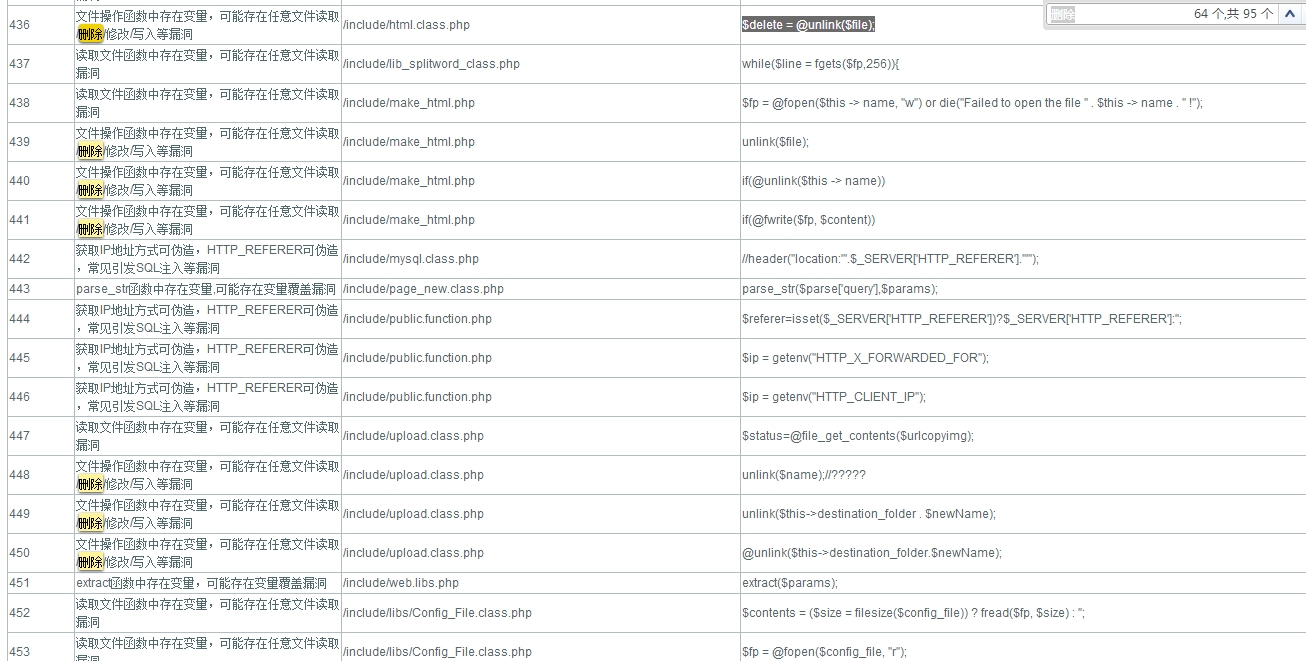 删除 64 个,共 95 个
436 文件操作函数中存在变量，可能存在任意文件读取 /include/html.class.php $delete = @unlink($file);
/删除/修改/写入等漏洞
437 读取文件函数中存在变量，可能存在任意文件读取 /include/lib_splitword_class.php while($line = fgets($fp,256)){
漏洞
438 读取文件函数中存在变量，可能存在任意文件读取 /include/make_html.php $fp = @fopen($this -> name, "w") or die("Failed to open the file " . $this -> name . " !");
漏洞
439 文件操作函数中存在变量，可能存在任意文件读取 /include/make_html.php unlink($file);
/删除/修改/写入等漏洞
440 文件操作函数中存在变量，可能存在任意文件读取 /include/make_html.php if(@unlink($this -> name))
/删除/修改/写入等漏洞
441 文件操作函数中存在变量，可能存在任意文件读取 /include/make_html.php if(@fwrite($fp, $content))
/删除/修改/写入等漏洞
442 获取IP地址方式可伪造，HTTP_REFERER可伪造 /include/mysql.class.php //header("location:'".$_SERVER['HTTP_REFERER']."'");
，常见引发SQL注入等漏洞
443 parse_str函数中存在变量,可能存在变量覆盖漏洞 /include/page_new.class.php parse_str($parse['query'],$params);
444 获取IP地址方式可伪造，HTTP_REFERER可伪造 /include/public.function.php $referer=isset($_SERVER['HTTP_REFERER'])?$_SERVER['HTTP_REFERER']:'';
，常见引发SQL注入等漏洞
445 获取IP地址方式可伪造，HTTP_REFERER可伪造 /include/public.function.php $ip = getenv("HTTP_X_FORWARDED_FOR");
，常见引发SQL注入等漏洞
446 获取IP地址方式可伪造，HTTP_REFERER可伪造 /include/public.function.php $ip = getenv("HTTP_CLIENT_IP");
，常见引发SQL注入等漏洞
447 读取文件函数中存在变量，可能存在任意文件读取 /include/upload.class.php $status=@file_get_contents($urlcopyimg);
漏洞
448 文件操作函数中存在变量，可能存在任意文件读取 /include/upload.class.php unlink($name);//?????
/删除/修改/写入等漏洞
449 文件操作函数中存在变量，可能存在任意文件读取 /include/upload.class.php unlink($this->destination_folder . $newName);
/删除/修改/写入等漏洞
450 文件操作函数中存在变量，可能存在任意文件读取 /include/upload.class.php @unlink($this->destination_folder.$newName);
/删除/修改/写入等漏洞
451 extract函数中存在变量，可能存在变量覆盖漏洞 /include/web.libs.php extract($params);
452 读取文件函数中存在变量，可能存在任意文件读取 /include/libs/Config_File.class.php $contents = ($size = filesize($config_file)) ? fread($fp, $size) : '';
漏洞
453 读取文件函数中存在变量，可能存在任意文件读取 /include/libs/Config_File.class.php $fp = @fopen($config_file, "r");
漏洞